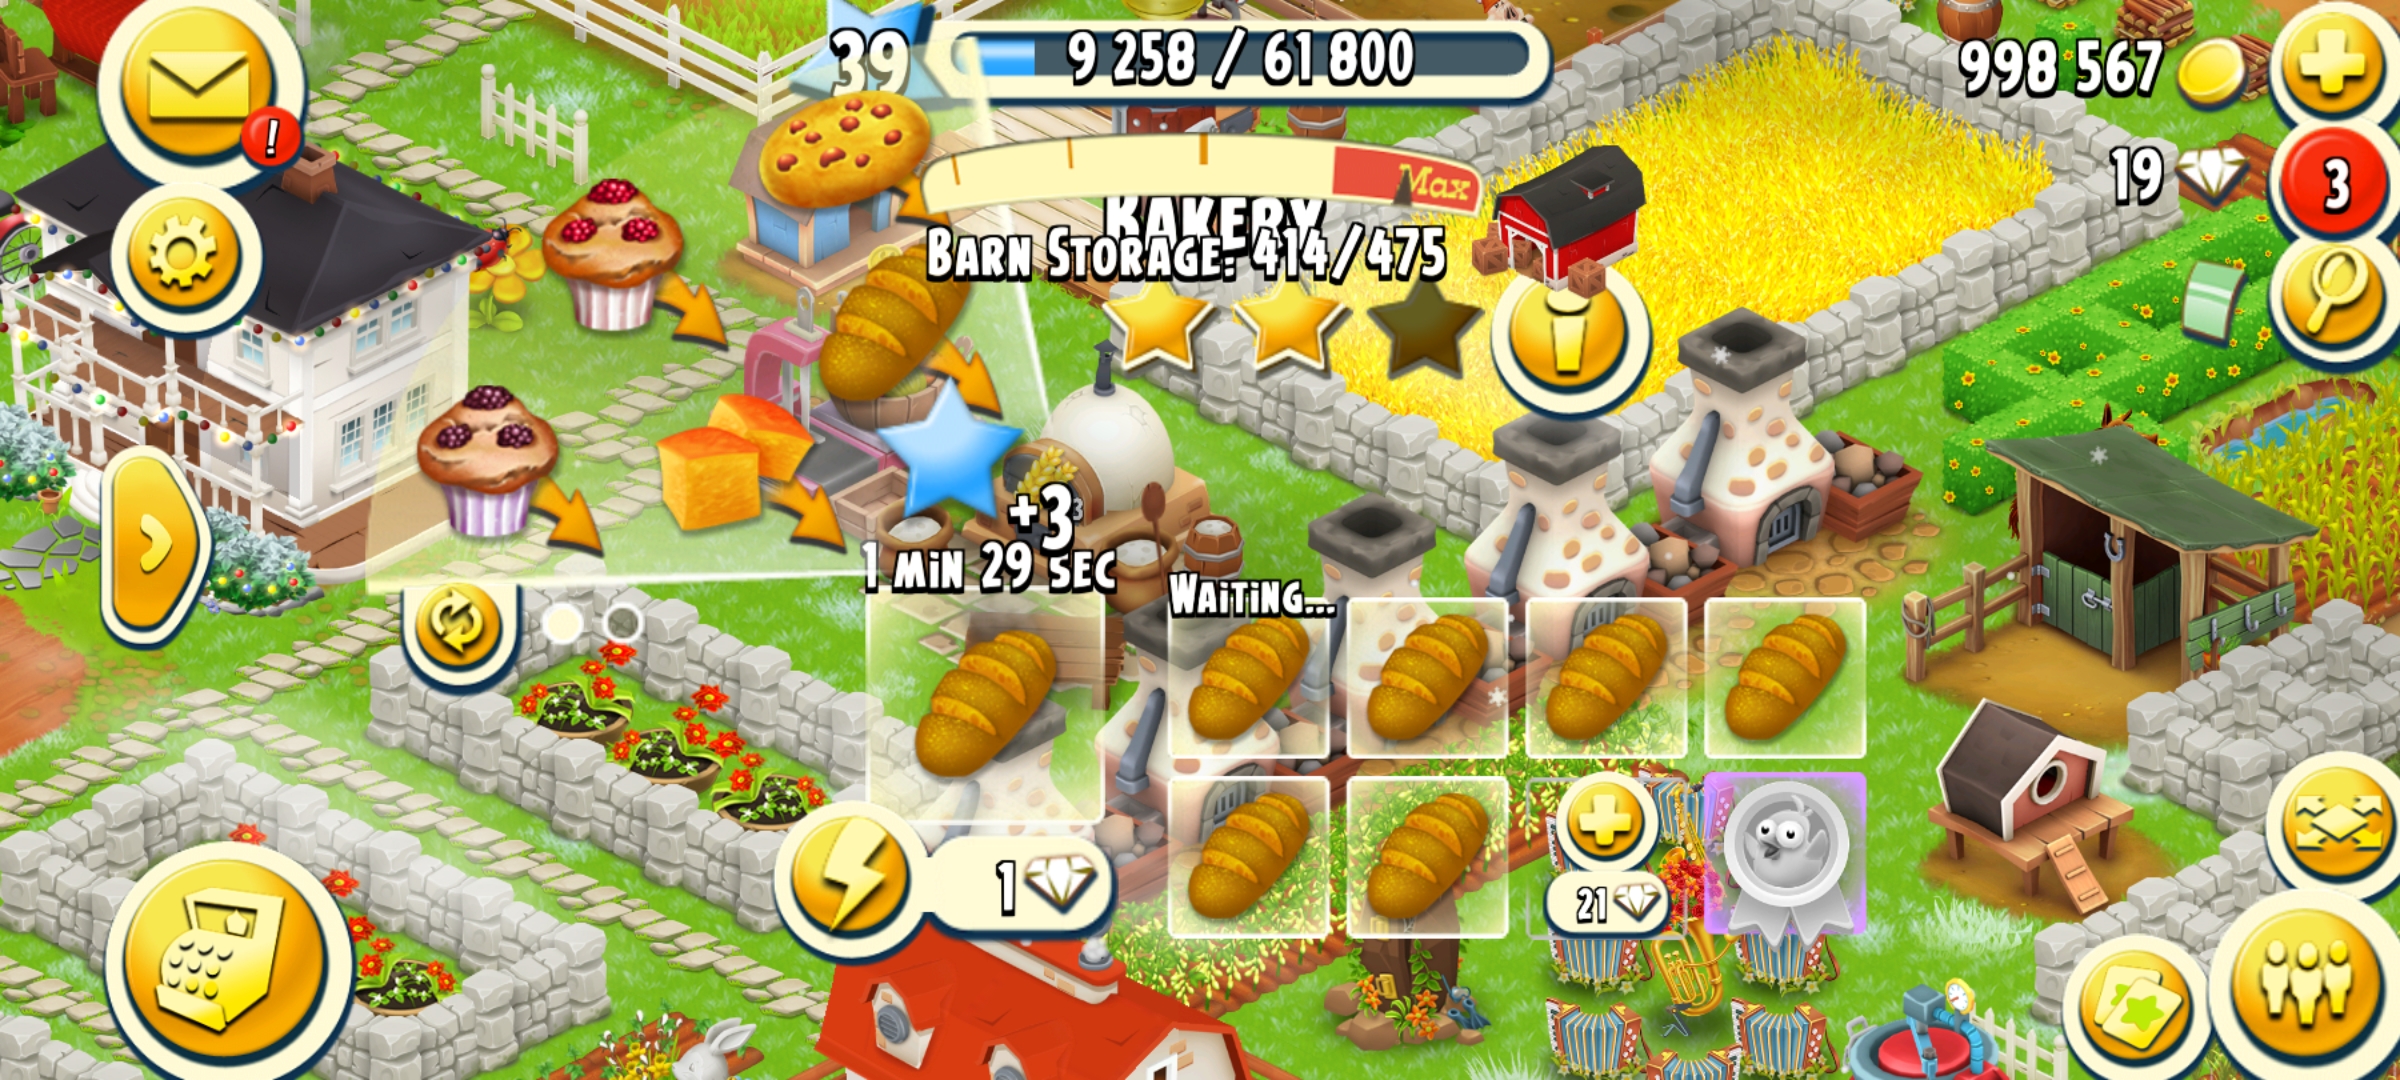 39
9 258 / 61 800
998 567
!
Max
19
3
BAKERY
BARN STORAGE: 414/475
+3
1 MIN 29 SEC
WAITING...
1
21